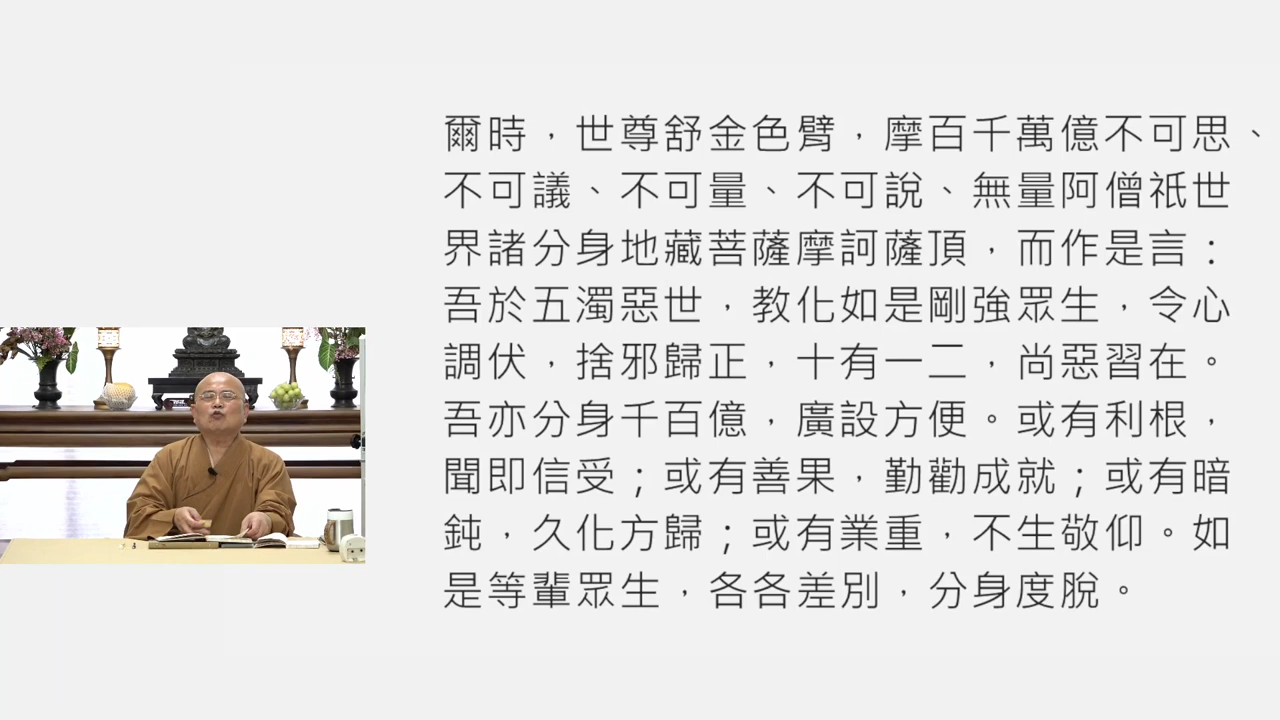 爾時，世尊舒金色臂，摩百千萬億不可思、
不可議、不可量、不可說、無量阿僧祇世
界諸分身地藏菩薩摩訶薩頂，而作是言：
吾於五濁惡世，教化如是剛強眾生，令心
調伏，捨邪歸正，十有一二，尚惡習在。
吾亦分身千百億，廣設方便。或有利根，
聞即信受；或有善果，勤勸成就；或有暗
鈍，久化方歸；或有業重，不生敬仰。如
是等輩眾生，各各差別，分身度脫。